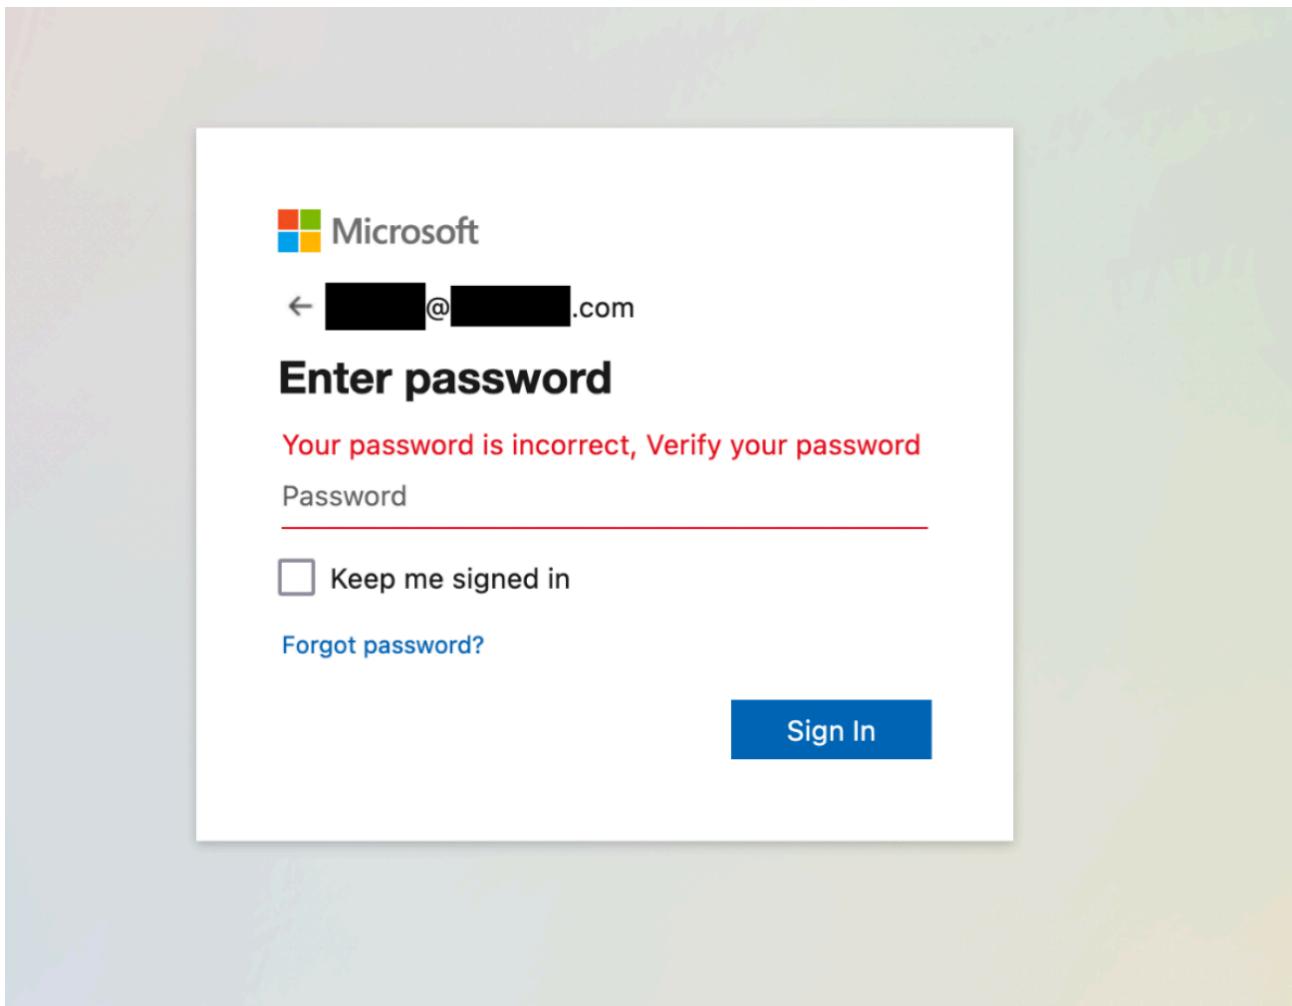 Microsoft
@ .com
Enter password
Your password is incorrect, Verify your password
Password
Keep me signed in
Forgot password?
Sign In